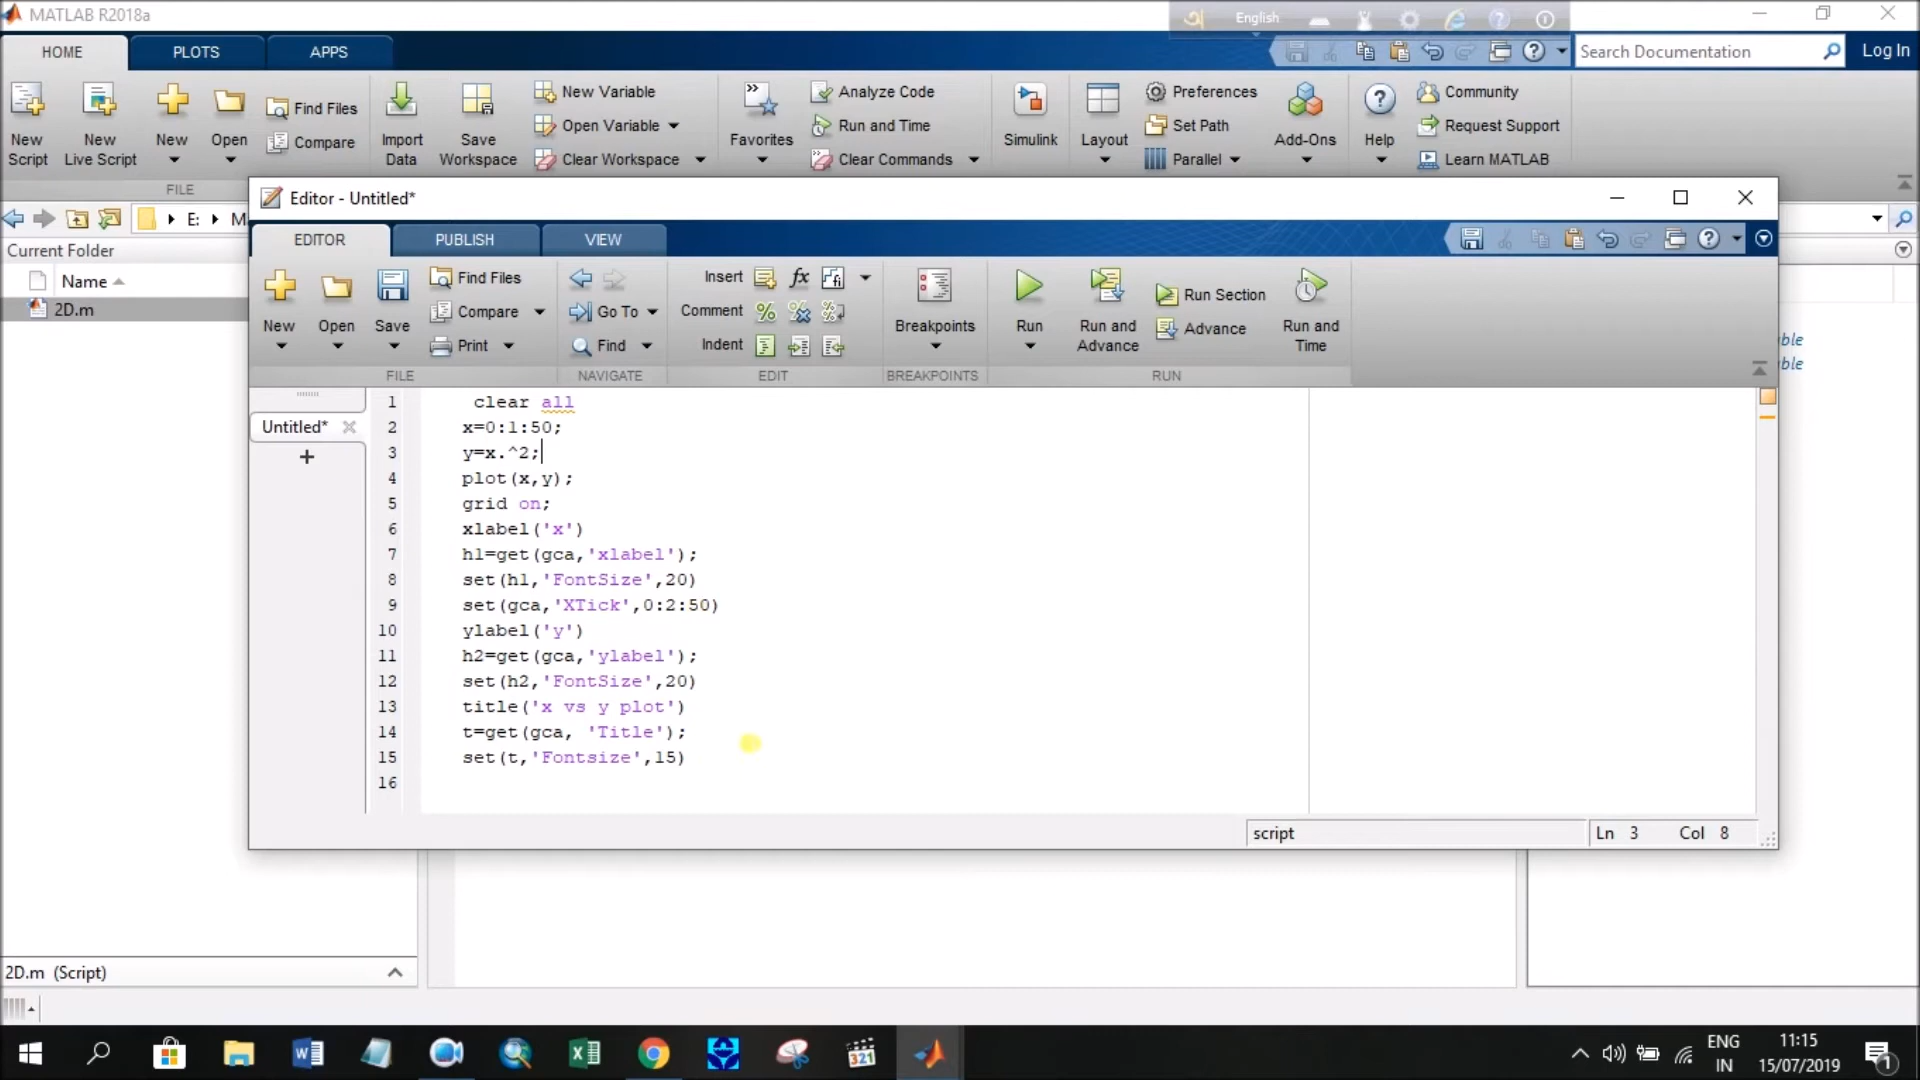 MATLAB R2018a
English
HOME
PLOTS
APPS
Search Documentation
Log In
New Script
New Live Script
New
Open
Find Files
Compare
Import Data
Save Workspace
New Variable
Open Variable
Clear Workspace
Favorites
Analyze Code
Run and Time
Clear Commands
Simulink
Layout
Preferences
Set Path
Parallel
Add-Ons
Help
Community
Request Support
Learn MATLAB
FILE
E:
M
Current Folder
Name
2D.m
Editor - Untitled*
EDITOR
PUBLISH
VIEW
New
Open
Save
Find Files
Compare
Print
Go To
Find
Insert
fx
Comment
Indent
Breakpoints
Run
Run and Advance
Run Section
Advance
Run and Time
FILE
NAVIGATE
EDIT
BREAKPOINTS
RUN
Untitled*
1 clear all
2 x=0:1:50;
3 y=x.^2;
4 plot(x,y);
5 grid on;
6 xlabel('x')
7 h1=get(gca,'xlabel');
8 set(h1,'FontSize',20)
9 set(gca,'XTick',0:2:50)
10 ylabel('y')
11 h2=get(gca,'ylabel');
12 set(h2,'FontSize',20)
13 title('x vs y plot')
14 t=get(gca, 'Title');
15 set(t,'Fontsize',15)
16
ble
ble
script
Ln 3 Col 8
2D.m (Script)
321
ENG
IN
11:15
15/07/2019
1